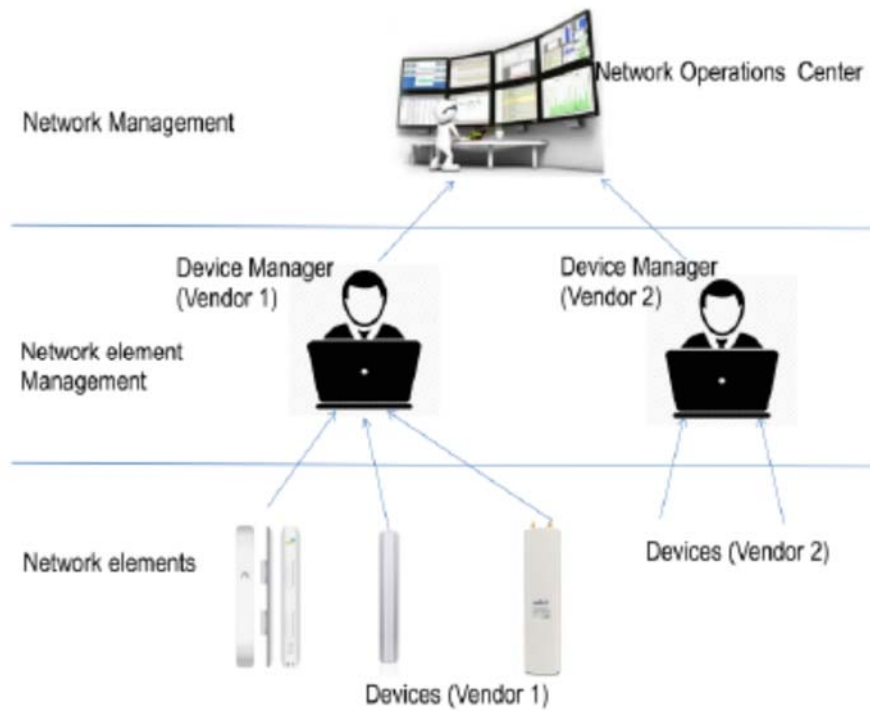 Network Operations Center
Network Management
Device Manager
(Vendor 1)
Device Manager
(Vendor 2)
Network element
Management
Network elements
Devices (Vendor 2)
Devices (Vendor 1)